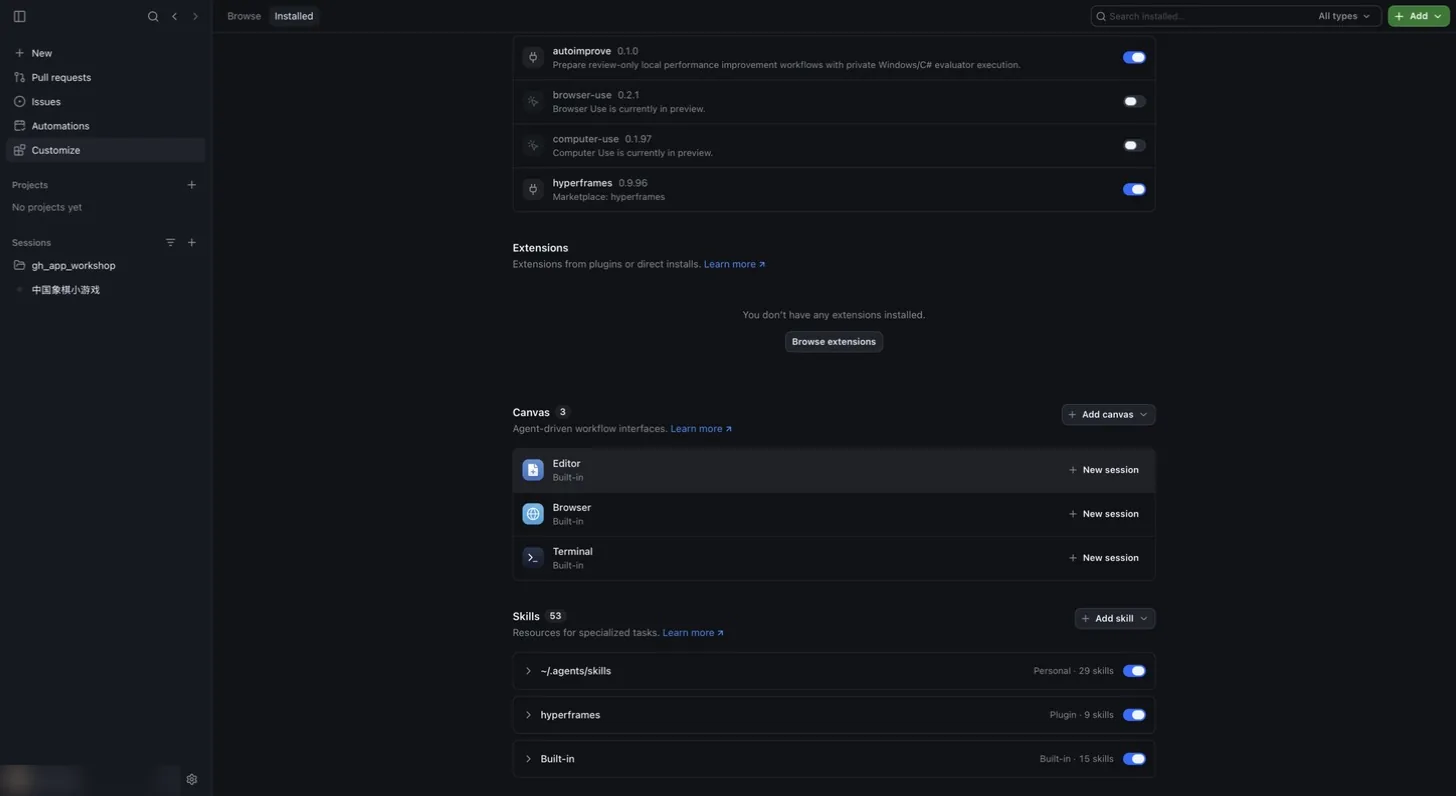 Browse Installed
Search installed... All types Add
New
Pull requests
Issues
Automations
Customize
Projects
No projects yet
Sessions
gh_app_workshop
中国象棋小游戏
autoimprove 0.1.0
Prepare review-only local performance improvement workflows with private Windows/C# evaluator execution.
browser-use 0.2.1
Browser Use is currently in preview.
computer-use 0.1.97
Computer Use is currently in preview.
hyperframes 0.9.96
Marketplace: hyperframes
Extensions
Extensions from plugins or direct installs. Learn more ↗
You don't have any extensions installed.
Browse extensions
Canvas 3
Add canvas
Agent-driven workflow interfaces. Learn more ↗
Editor
Built-in
New session
Browser
Built-in
New session
Terminal
Built-in
New session
Skills 53
Add skill
Resources for specialized tasks. Learn more ↗
~/.agents/skills Personal · 29 skills
hyperframes Plugin · 9 skills
Built-in Built-in · 15 skills